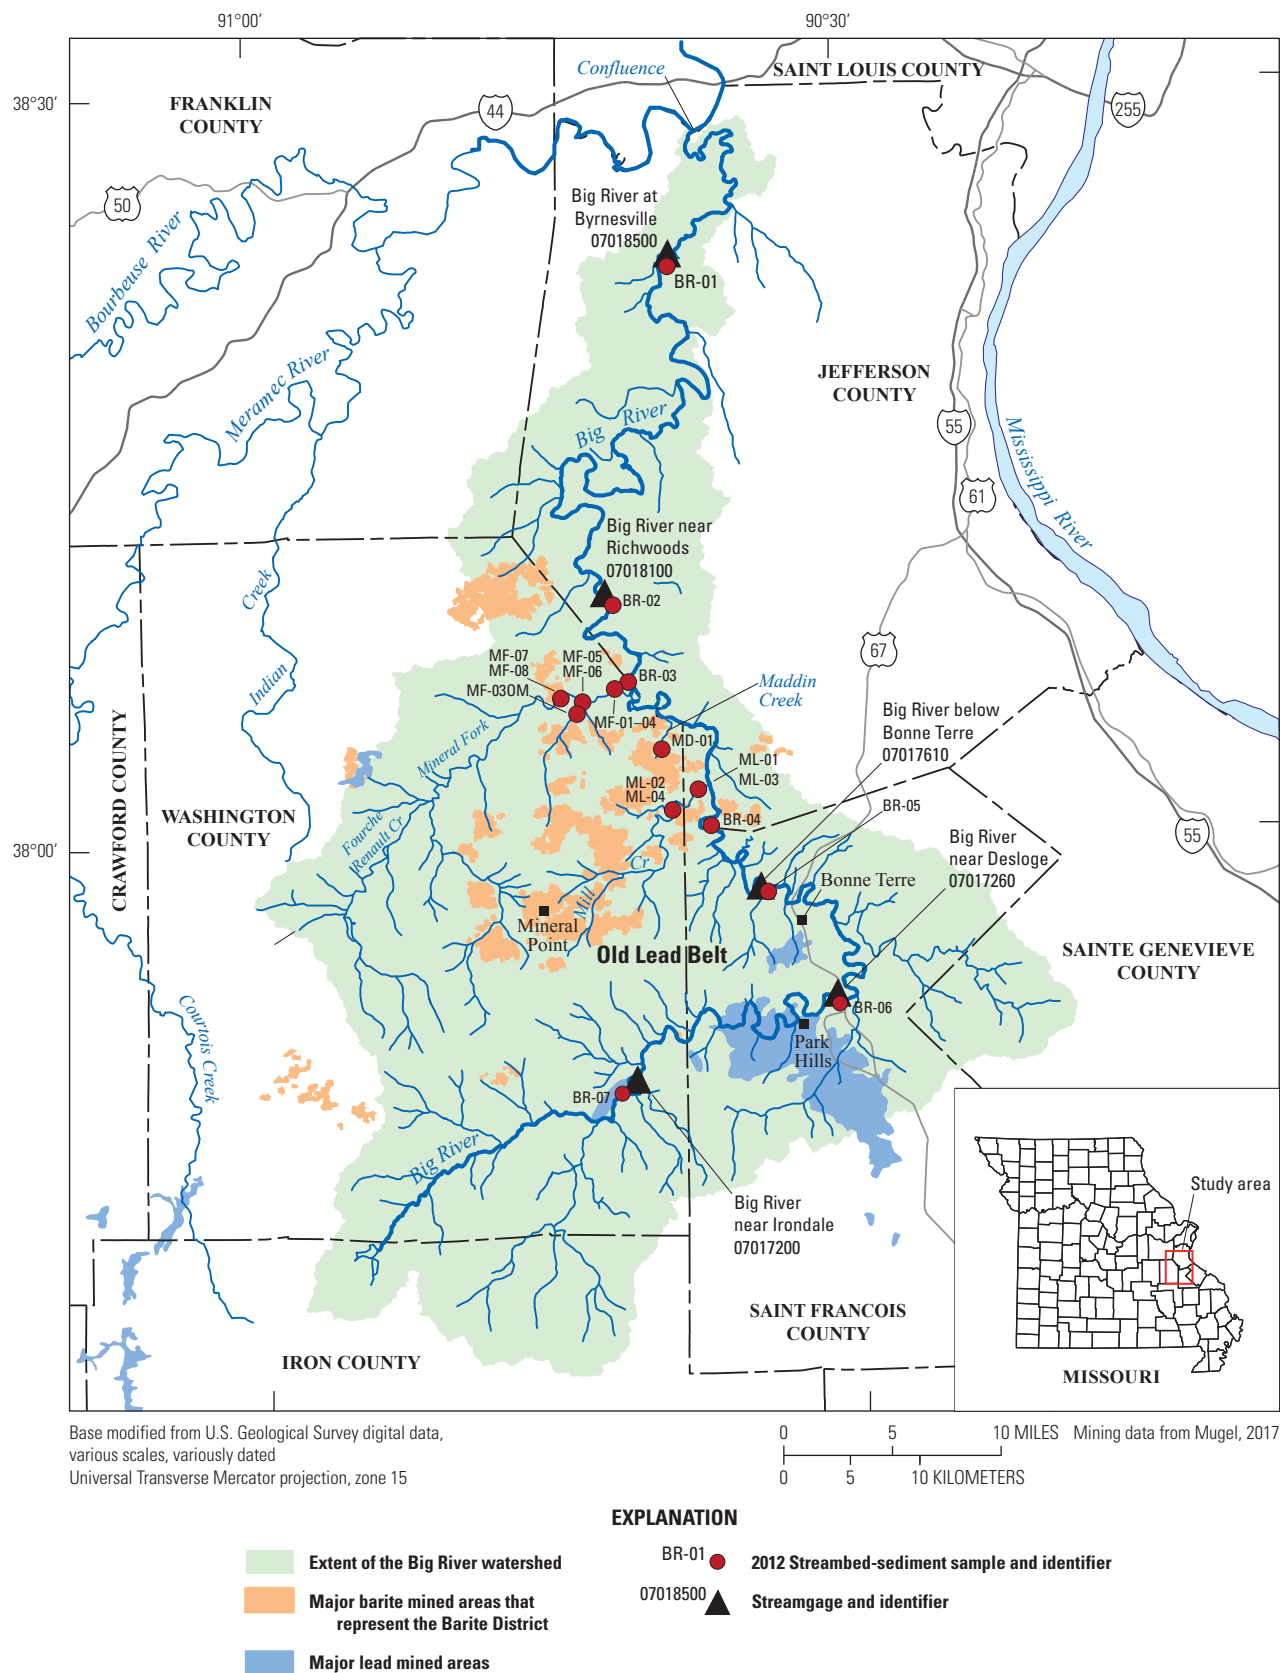 91°00'
90°30'
38°30'
38°00'
Confluence
SAINT LOUIS COUNTY
FRANKLIN
COUNTY
44
255
50
Bourbeuse River
Big River at
Byrnesville
07018500
BR-01
Meramec River
JEFFERSON
COUNTY
Big River
55
61
Mississippi River
Big River near
Richwoods
07018100
BR-02
Creek
Indian
67
MF-07
MF-08
MF-05
MF-06
MF-03OM
BR-03
MF-01–04
Maddin
Creek
MD-01
Mineral Fork
Big River below
Bonne Terre
07017610
ML-01
ML-03
ML-02
ML-04
BR-04
BR-05
CRAWFORD COUNTY
WASHINGTON
COUNTY
Fourche
Renault Cr
Big River
near Desloge
07017260
55
Mill Cr
Bonne Terre
Mineral
Point
Old Lead Belt
SAINTE GENEVIEVE
COUNTY
BR-06
Courtois Creek
Park
Hills
BR-07
Big River
Big River
near Irondale
07017200
Study area
SAINT FRANCOIS
COUNTY
IRON COUNTY
MISSOURI
Base modified from U.S. Geological Survey digital data,
various scales, variously dated
Universal Transverse Mercator projection, zone 15
0 5 10 MILES
0 5 10 KILOMETERS
Mining data from Mugel, 2017
EXPLANATION
Extent of the Big River watershed
Major barite mined areas that
represent the Barite District
Major lead mined areas
BR-01 2012 Streambed-sediment sample and identifier
07018500 Streamgage and identifier